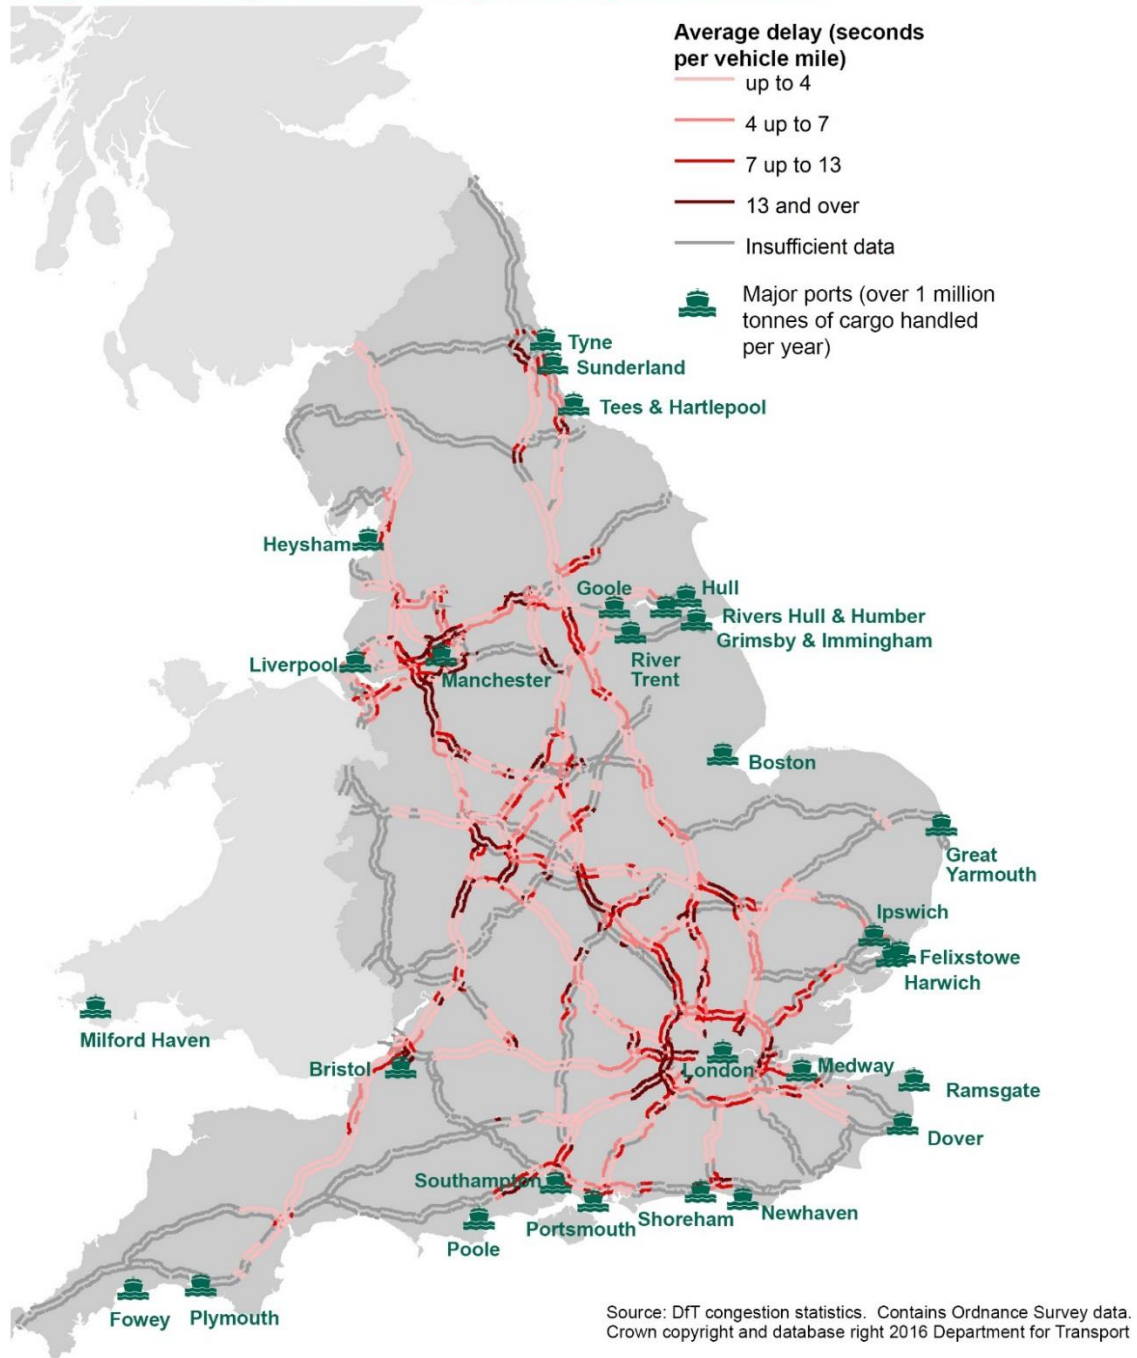 Average delay (seconds
per vehicle mile)
up to 4
4 up to 7
7 up to 13
13 and over
Insufficient data
Major ports (over 1 million
tonnes of cargo handled
per year)
Tyne
Sunderland
Tees & Hartlepool
Heysham
Goole
Hull
Rivers Hull & Humber
Grimsby & Immingham
Liverpool
Manchester
River
Trent
Boston
Great
Yarmouth
Ipswich
Felixstowe
Harwich
Milford Haven
Bristol
London
Medway
Ramsgate
Dover
Southampton
Portsmouth
Shoreham
Newhaven
Poole
Fowey
Plymouth
Source: DfT congestion statistics. Contains Ordnance Survey data.
Crown copyright and database right 2016 Department for Transport